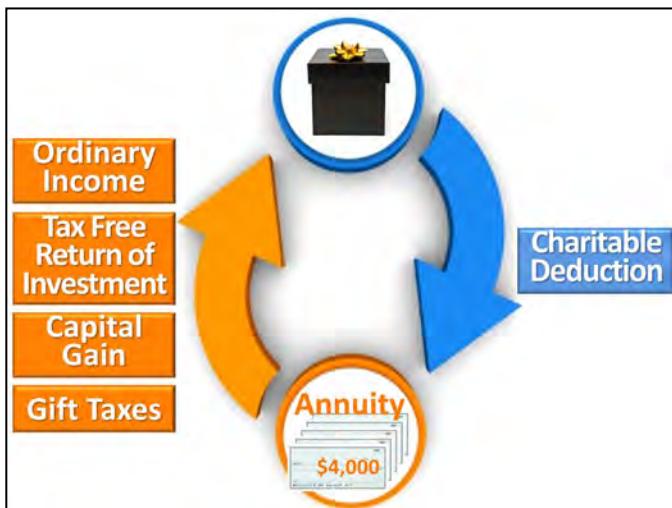 Ordinary
Income
Tax Free
Return of
Investment
Capital
Gain
Gift Taxes
Charitable
Deduction
Annuity
$4,000